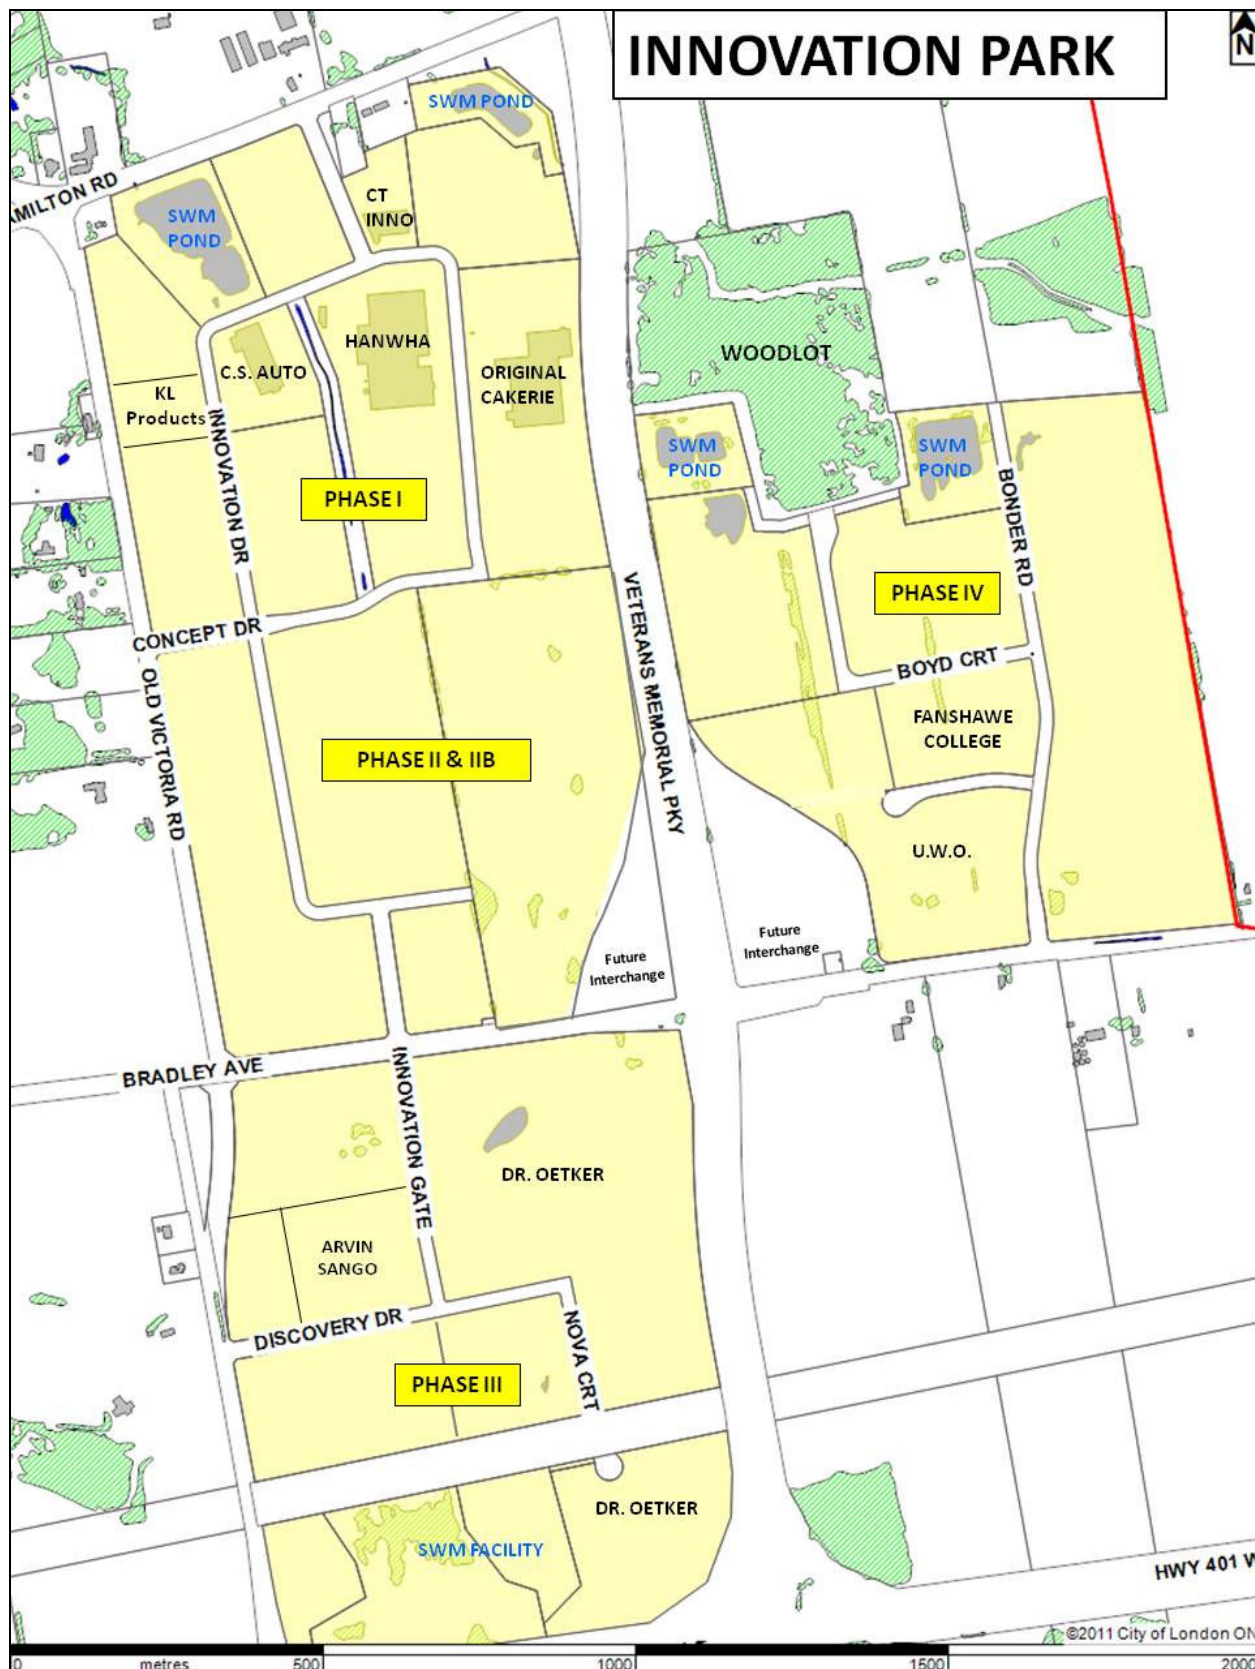 INNOVATION PARK
N
SWM POND
AMILTON RD
SWM
POND
CT
INNO
HANWHA
C.S. AUTO
ORIGINAL
CAKERIE
KL
Products
WOODLOT
SWM
POND
SWM
POND
INNOVATION DR
PHASE I
BONDER RD
PHASE IV
CONCEPT DR
VETERANS MEMORIAL PKY
BOYD CRT
OLD VICTORIA RD
FANSHAWE
COLLEGE
PHASE II & IIB
U.W.O.
Future
Interchange
Future
Interchange
BRADLEY AVE
INNOVATION GATE
DR. OETKER
ARVIN
SANGO
DISCOVERY DR
NOVA CRT
PHASE III
DR. OETKER
SWM FACILITY
HWY 401 W
©2011 City of London ON
0 metres 500 1000 1500 2000